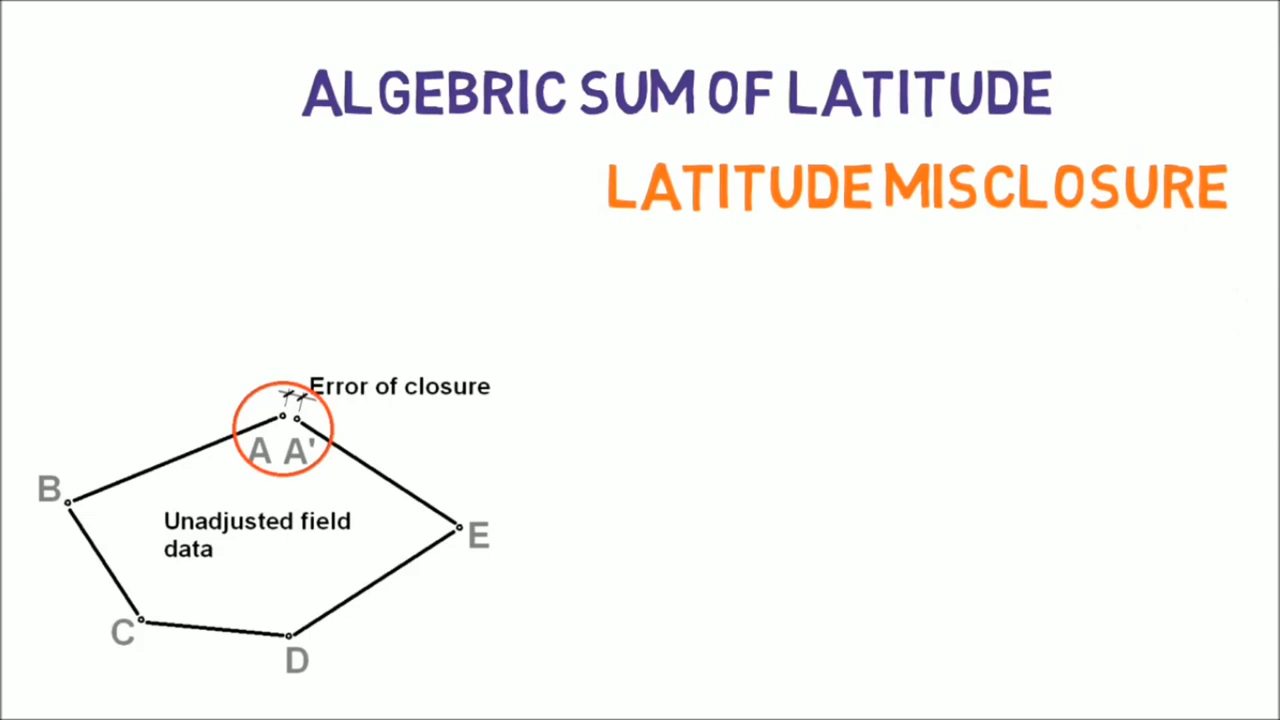 ALGEBRIC SUM OF LATITUDE
LATITUDE MISCLOSURE
Error of closure
A A'
B
Unadjusted field
data
E
C
D